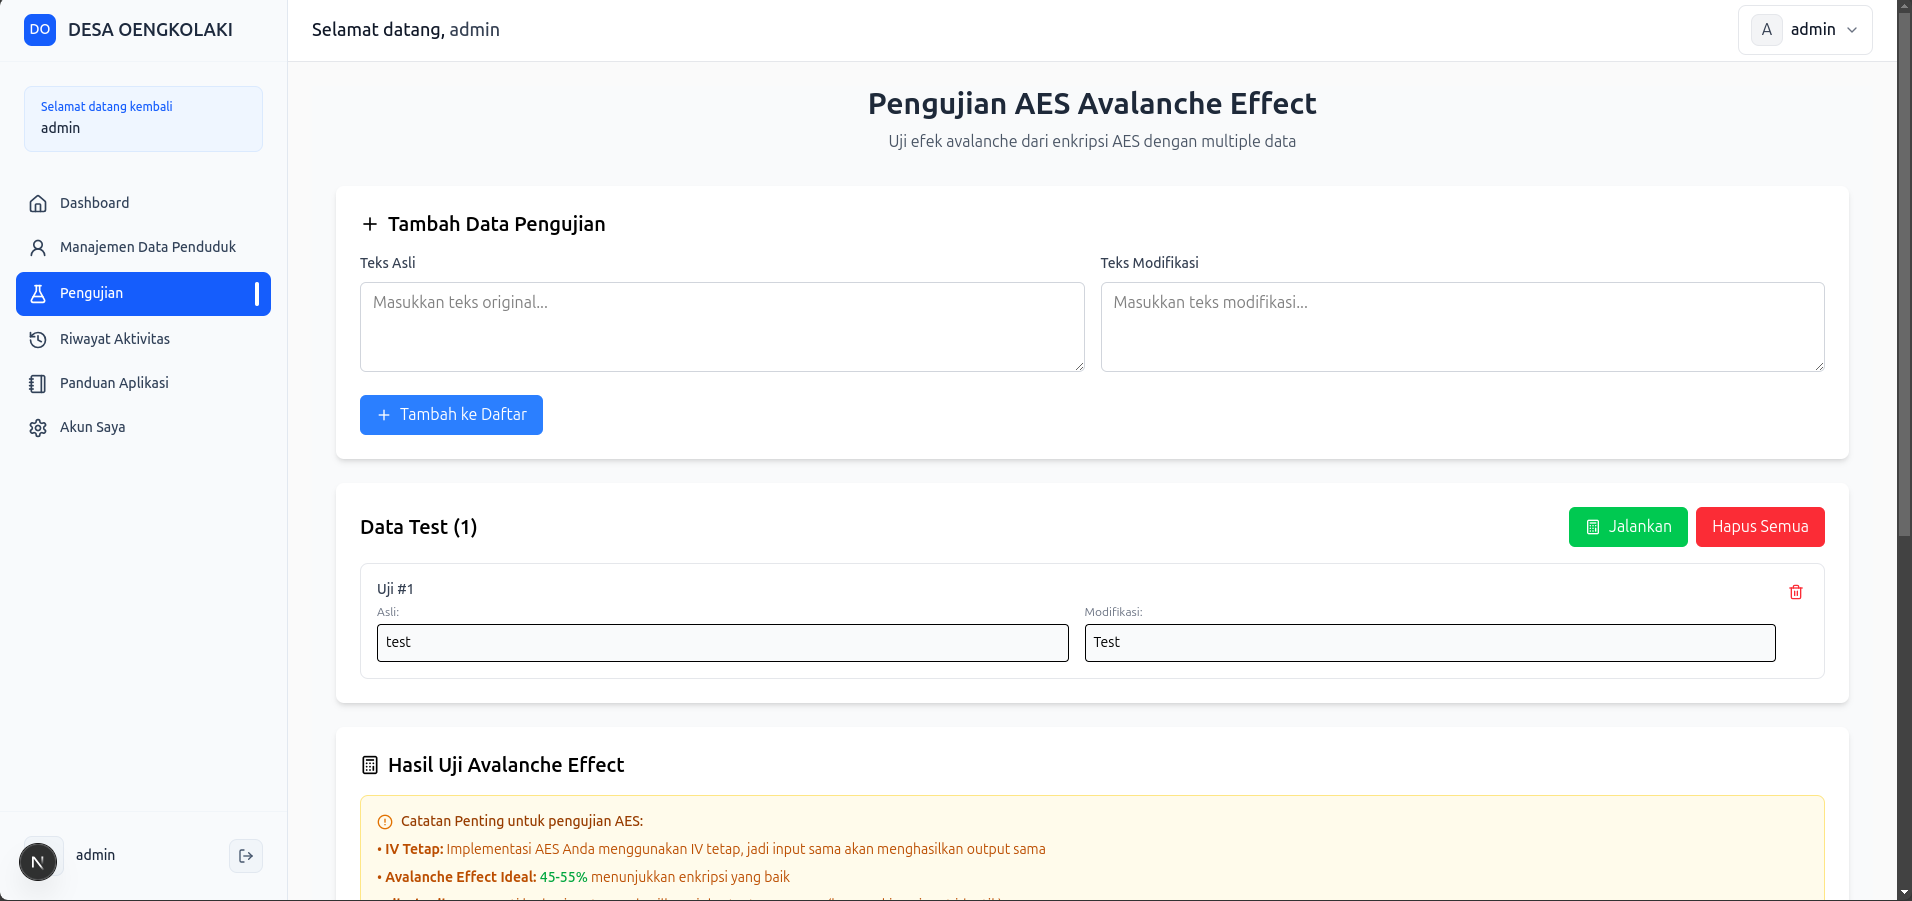 DO DESA OENGKOLAKI
Selamat datang, admin
A admin
Selamat datang kembali
admin
Dashboard
Manajemen Data Penduduk
Pengujian
Riwayat Aktivitas
Panduan Aplikasi
Akun Saya
N admin
Pengujian AES Avalanche Effect
Uji efek avalanche dari enkripsi AES dengan multiple data
Tambah Data Pengujian
Teks Asli
Masukkan teks original...
Teks Modifikasi
Masukkan teks modifikasi...
+ Tambah ke Daftar
Data Test (1)
Jalankan
Hapus Semua
Uji #1
Asli:
test
Modifikasi:
Test
Hasil Uji Avalanche Effect
Catatan Penting untuk pengujian AES:
• IV Tetap: Implementasi AES Anda menggunakan IV tetap, jadi input sama akan menghasilkan output sama
• Avalanche Effect Ideal: 45-55% menunjukkan enkripsi yang baik